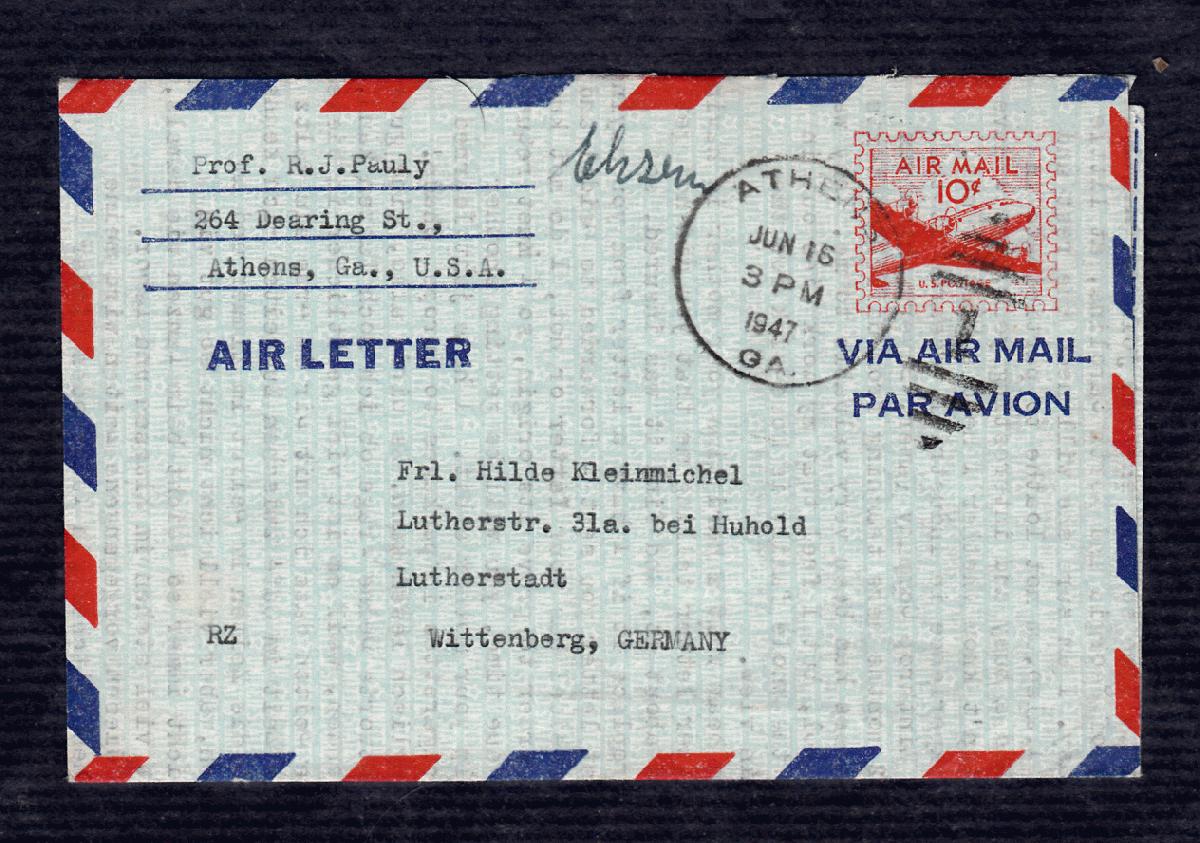 Prof. R.J.Pauly
264 Dearing St.,
Athens, Ga., U.S.A.
AIR LETTER
JUN 16
3 PM
1947
GA.
AIR MAIL
10¢
U.S. POSTAGE
VIA AIR MAIL
PAR AVION
Frl. Hilde Kleinmichel
Lutherstr. 31a. bei Huhold
Lutherstadt
RZ Wittenberg, GERMANY